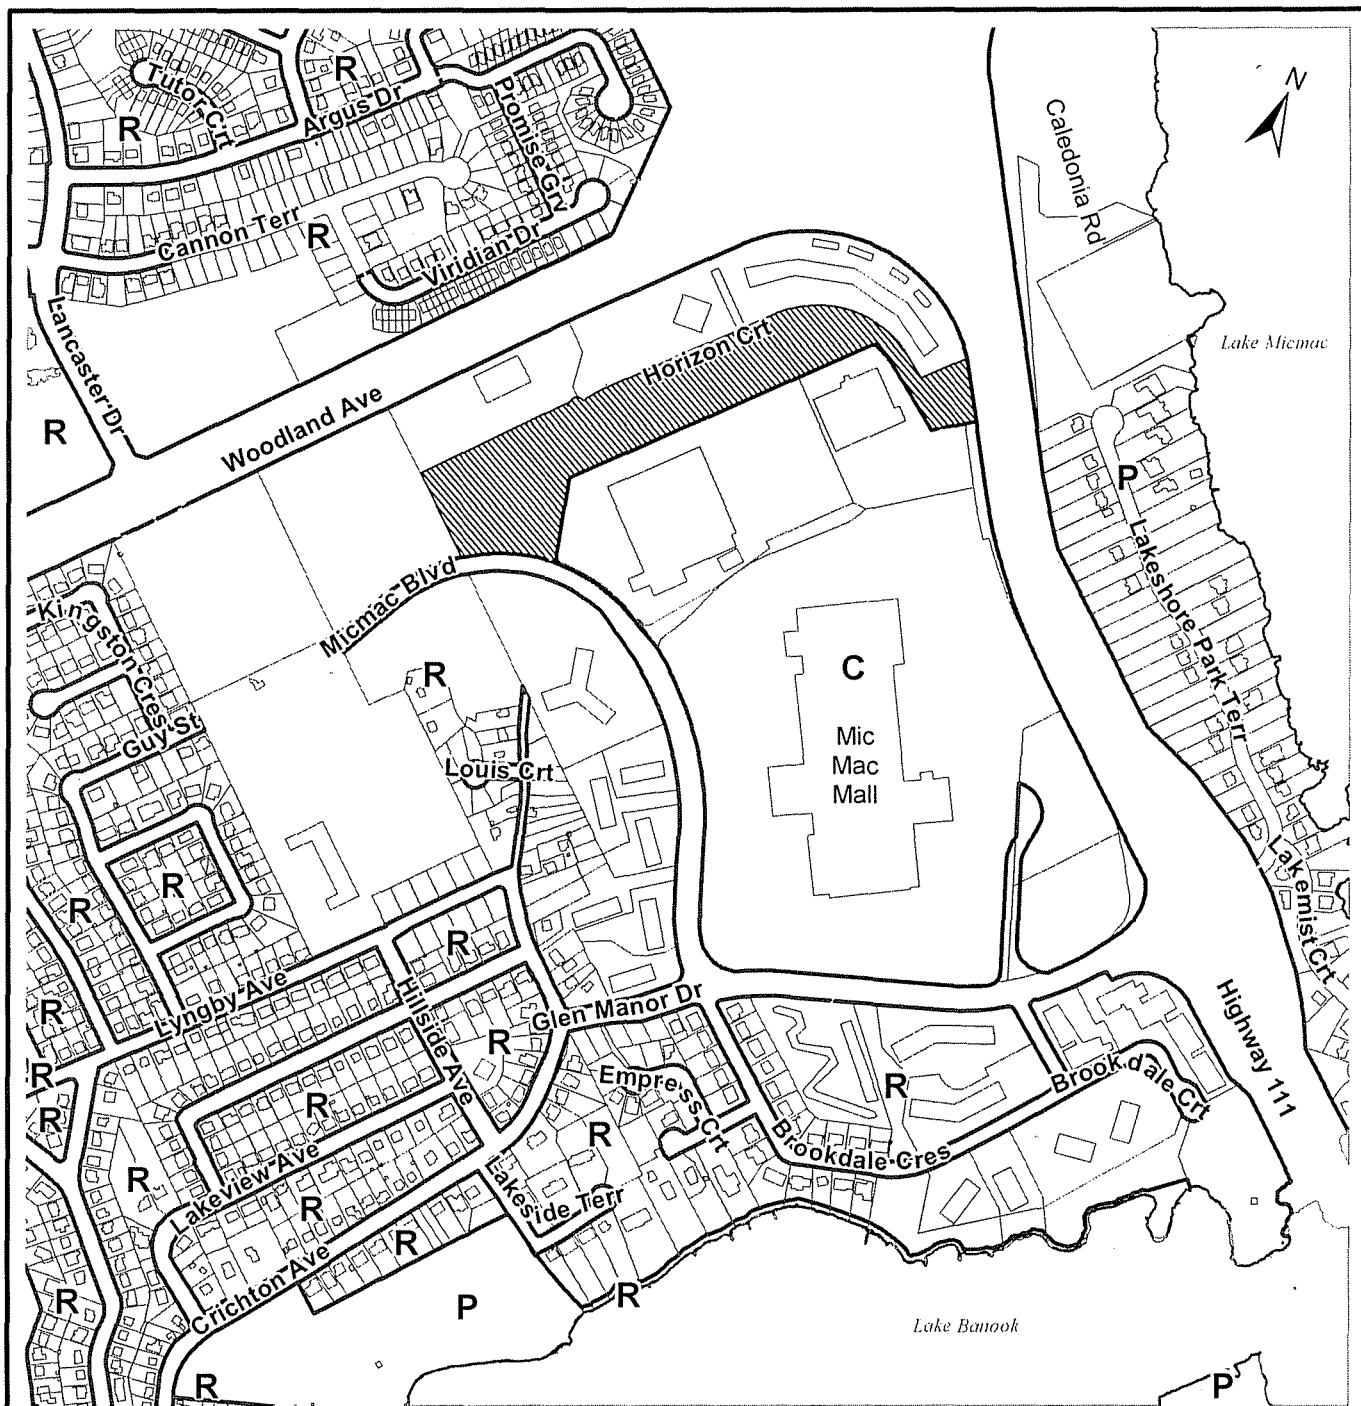 N
R
Tutor Crt
Argus Dr
Promise Grv
R
Caledonia Rd
Cannon Terr
R
Viridian Dr
Lancaster Dr
Lake Micmac
Horizon Crt
Woodland Ave
R
P
Lakeshore Park Terr
Micmac Blvd
Kingston Cres
R
C
Mic
Mac
Mall
Guy St
Louis Crt
R
R
Lakemist Crt
R
Lyngby Ave
Hillside Ave
Glen Manor Dr
Highway 111
R
R
R
R
R
Empress Crt
R
Brookdale Crt
R
Brookdale Cres
R
Lakeview Ave
R
Lakeside Terr
R
Crichton Ave
R
R
P
Lake Banook
R
P